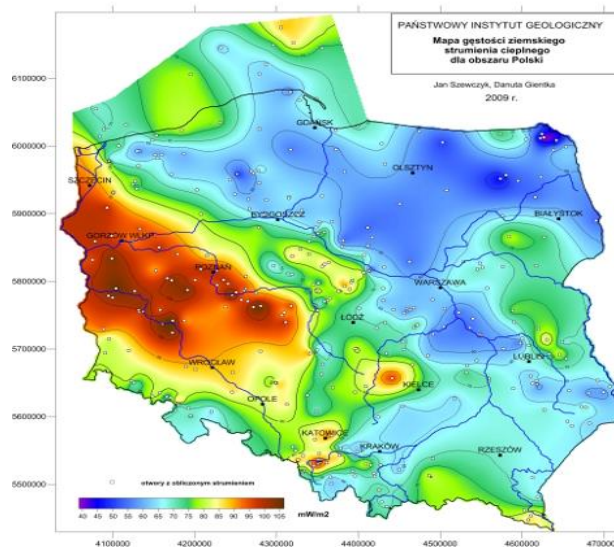 PAŃSTWOWY INSTYTUT GEOLOGICZNY
Mapa gęstości ziemskiego
strumienia cieplnego
dla obszaru Polski
Jan Szewczyk, Danuta Gientka
2009 r.
6100000
GDAŃSK
6000000
OLSZTYN
SZCZECIN
5900000
BYDGOSZCZ
BIAŁYSTOK
GORZÓW WLKP
POZNAŃ
5800000
WARSZAWA
ŁÓDŹ
5700000
WROCŁAW
LUBLIN
KIELCE
OPOLE
5600000
KATOWICE
KRAKÓW
RZESZÓW
5500000
otwory z obliczonym strumieniem
40 45 50 55 60 65 70 75 80 85 90 95 100 105
mW/m2
4100000 4200000 4300000 4400000 4500000 4600000